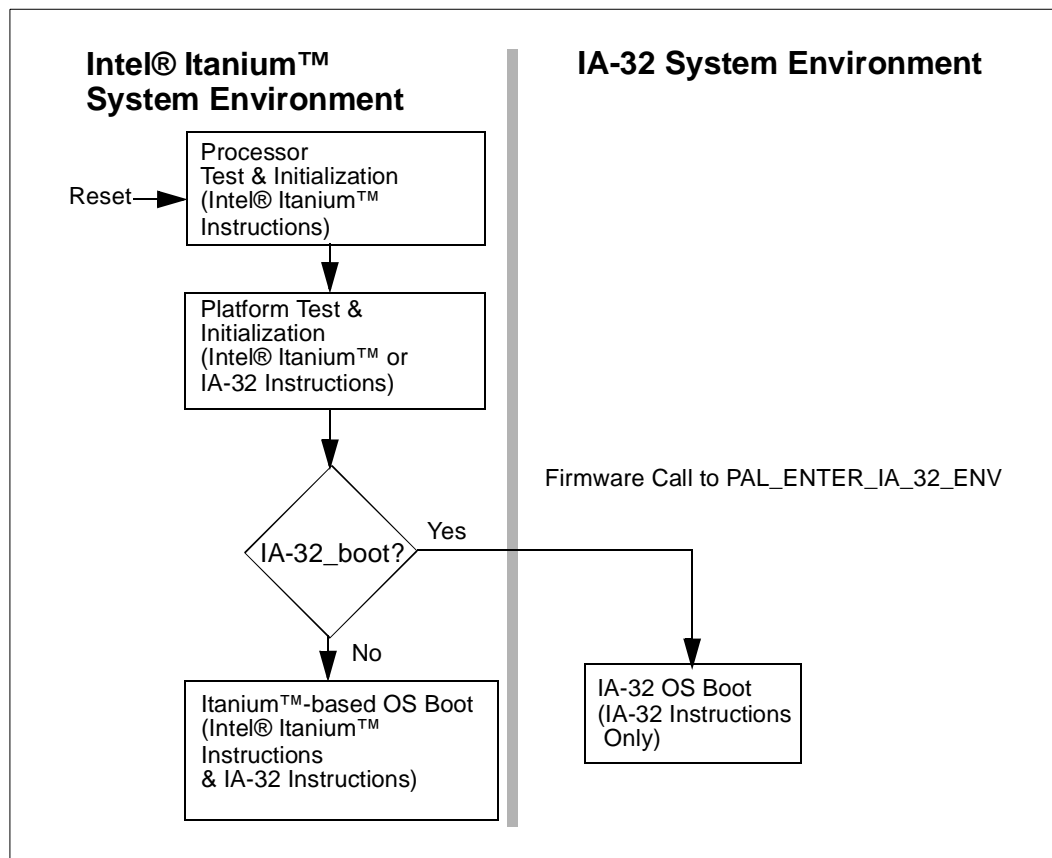 Intel® Itanium™
System Environment
IA-32 System Environment
Processor
Test & Initialization
(Intel® Itanium™
Instructions)
Reset
Platform Test &
Initialization
(Intel® Itanium™ or
IA-32 Instructions)
Firmware Call to PAL_ENTER_IA_32_ENV
Yes
IA-32_boot?
No
Itanium™-based OS Boot
(Intel® Itanium™
Instructions
& IA-32 Instructions)
IA-32 OS Boot
(IA-32 Instructions
Only)